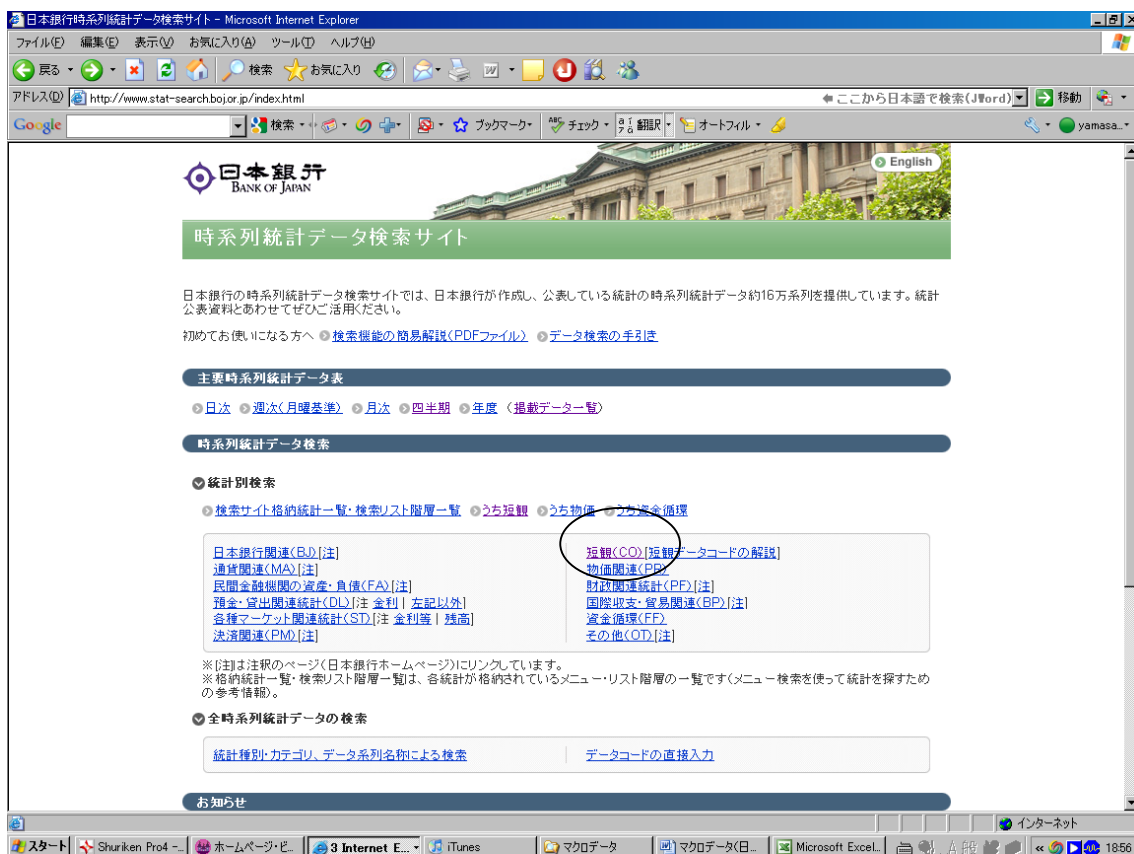 日本銀行時系列統計データ検索サイト - Microsoft Internet Explorer
ファイル(F) 編集(E) 表示(V) お気に入り(A) ツール(T) ヘルプ(H)
戻る 検索 お気に入り
アドレス(D) http://www.stat-search.boj.or.jp/index.html ここから日本語で検索(JWord) 移動
Google 検索 ブックマーク チェック 翻訳 オートフィル yamasa...
日本銀行
BANK OF JAPAN
English
時系列統計データ検索サイト
日本銀行の時系列統計データ検索サイトでは、日本銀行が作成し、公表している統計の時系列統計データ約16万系列を提供しています。統計
公表資料とあわせてぜひご活用ください。
初めてお使いになる方へ 検索機能の簡易解説(PDFファイル) データ検索の手引き
主要時系列統計データ表
日次 週次(月曜基準) 月次 四半期 年度 (掲載データ一覧)
時系列統計データ検索
統計別検索
検索サイト格納統計一覧・検索リスト階層一覧 うち短観 うち物価 うち資金循環
日本銀行関連(BJ)[注] 短観(CO)[短観データコードの解説]
通貨関連(MA)[注] 物価関連(PR)
民間金融機関の資産・負債(FA)[注] 財政関連統計(PF)[注]
預金・貸出関連統計(DL)[注 金利 | 左記以外] 国際収支・貿易関連(BP)[注]
各種マーケット関連統計(ST)[注 金利等 | 残高] 資金循環(FF)
決済関連(PM)[注] その他(OT)[注]
※[注]は注釈のページ(日本銀行ホームページ)にリンクしています。
※格納統計一覧・検索リスト階層一覧は、各統計が格納されているメニュー・リスト階層の一覧です(メニュー検索を使って統計を探すため
の参考情報)。
全時系列統計データの検索
統計種別・カテゴリ、データ系列名称による検索 データコードの直接入力
お知らせ
インターネット
スタート Shuriken Pro4 -... ホームページ・ビ... 3 Internet E... iTunes マクロデータ マクロデータ(日... Microsoft Excel... A 般 18:56